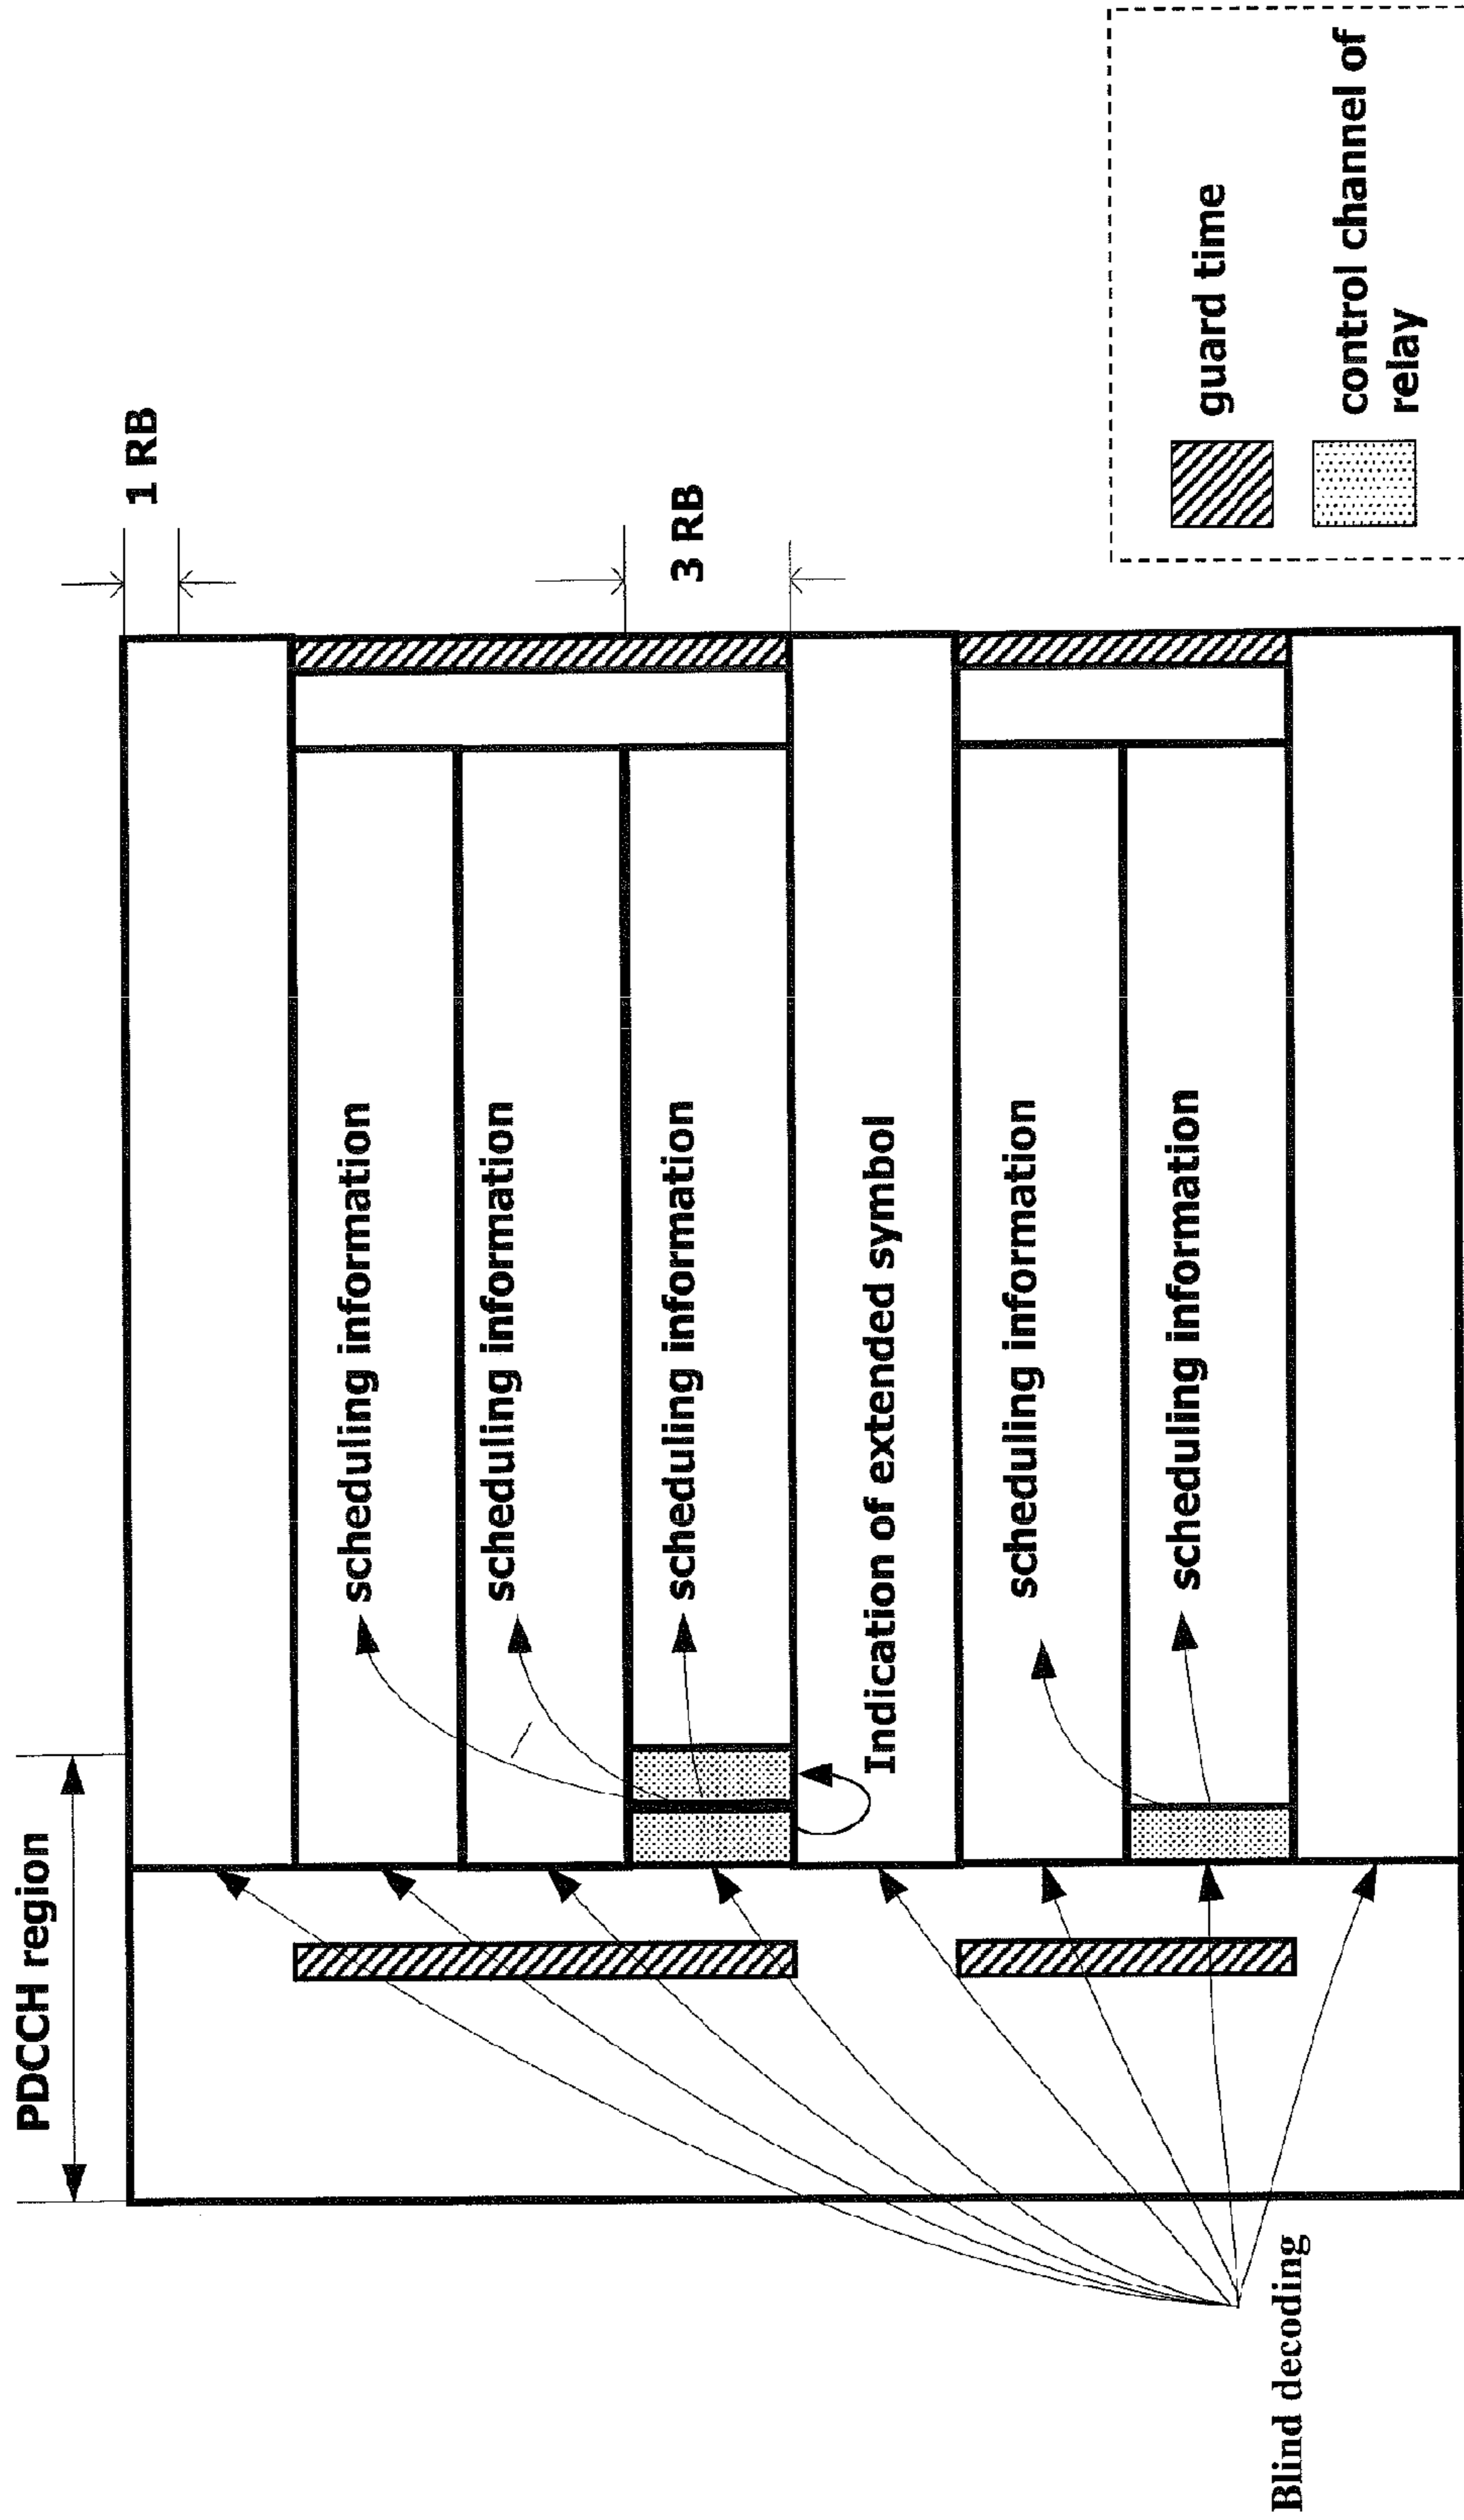 PDCCH region
1 RB
3 RB
scheduling information
scheduling information
scheduling information
Indication of extended symbol
scheduling information
scheduling information
Blind decoding
guard time
control channel of
relay